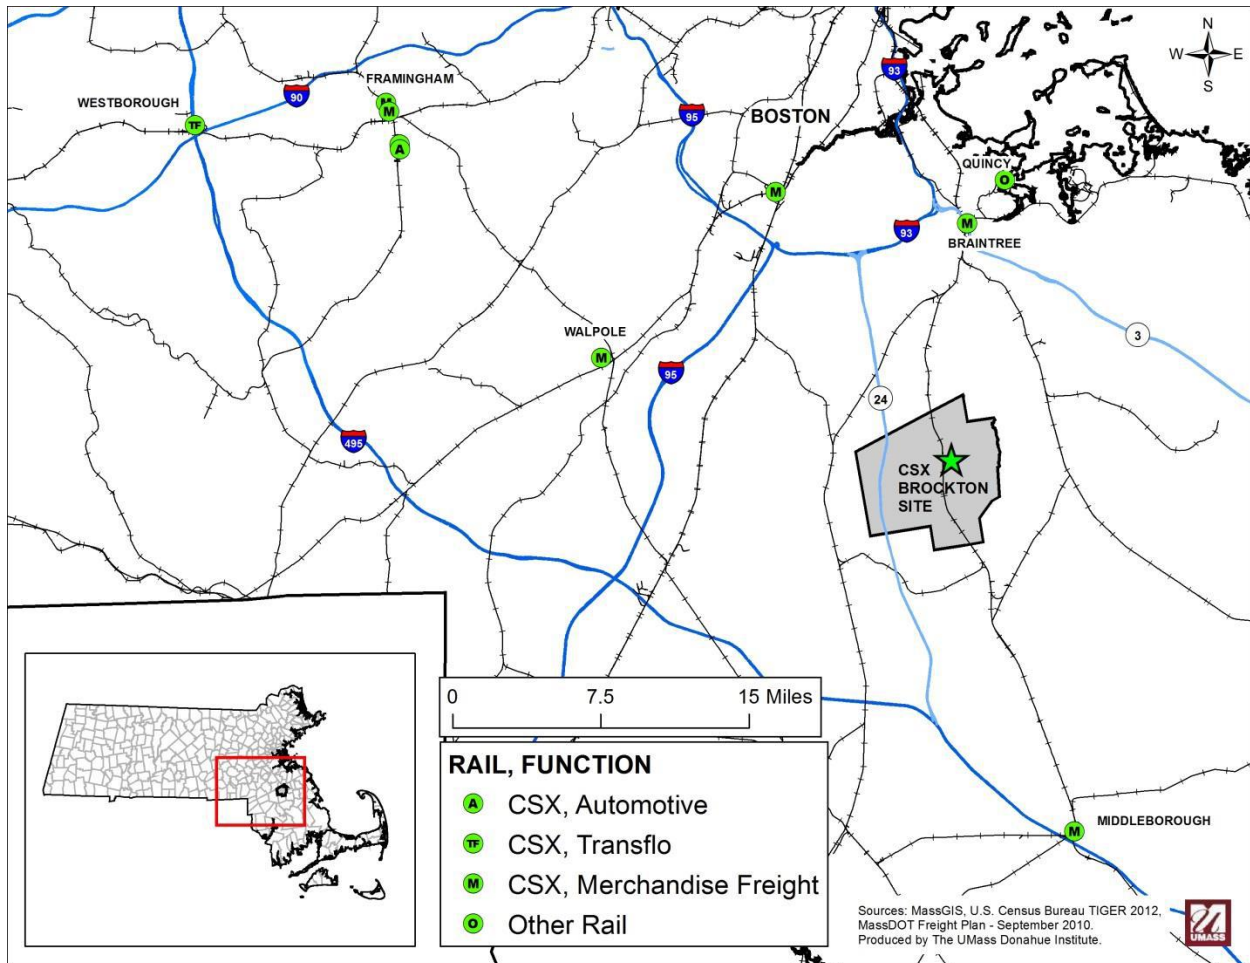 N
W E
S
93
FRAMINGHAM
WESTBOROUGH
90
M
M
95
BOSTON
TF
A
QUINCY
O
M
M
93
BRAINTREE
WALPOLE
M
3
95
24
495
CSX
BROCKTON
SITE
0 7.5 15 Miles
RAIL, FUNCTION
A CSX, Automotive
TF CSX, Transflo
M CSX, Merchandise Freight
O Other Rail
MIDDLEBOROUGH
M
Sources: MassGIS, U.S. Census Bureau TIGER 2012,
MassDOT Freight Plan - September 2010.
Produced by The UMass Donahue Institute.
UMASS